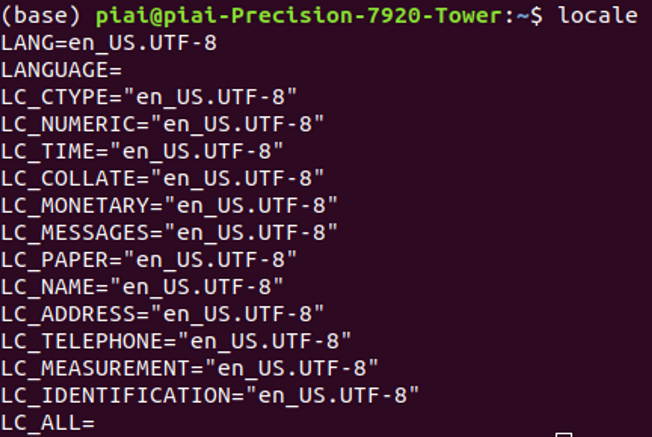 (base) piai@piai-Precision-7920-Tower:~$ locale
LANG=en_US.UTF-8
LANGUAGE=
LC_CTYPE="en_US.UTF-8"
LC_NUMERIC="en_US.UTF-8"
LC_TIME="en_US.UTF-8"
LC_COLLATE="en_US.UTF-8"
LC_MONETARY="en_US.UTF-8"
LC_MESSAGES="en_US.UTF-8"
LC_PAPER="en_US.UTF-8"
LC_NAME="en_US.UTF-8"
LC_ADDRESS="en_US.UTF-8"
LC_TELEPHONE="en_US.UTF-8"
LC_MEASUREMENT="en_US.UTF-8"
LC_IDENTIFICATION="en_US.UTF-8"
LC_ALL=